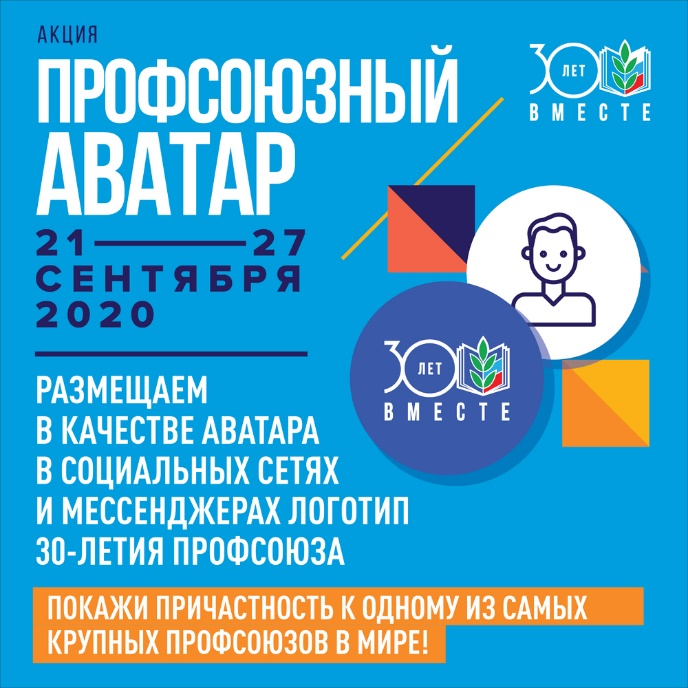 АКЦИЯ
ПРОФСОЮЗНЫЙ
АВАТАР
21 — 27
СЕНТЯБРЯ
2020
30 ЛЕТ
ВМЕСТЕ
30 ЛЕТ
ВМЕСТЕ
РАЗМЕЩАЕМ
В КАЧЕСТВЕ АВАТАРА
В СОЦИАЛЬНЫХ СЕТЯХ
И МЕССЕНДЖЕРАХ ЛОГОТИП
30-ЛЕТИЯ ПРОФСОЮЗА
ПОКАЖИ ПРИЧАСТНОСТЬ К ОДНОМУ ИЗ САМЫХ
КРУПНЫХ ПРОФСОЮЗОВ В МИРЕ!